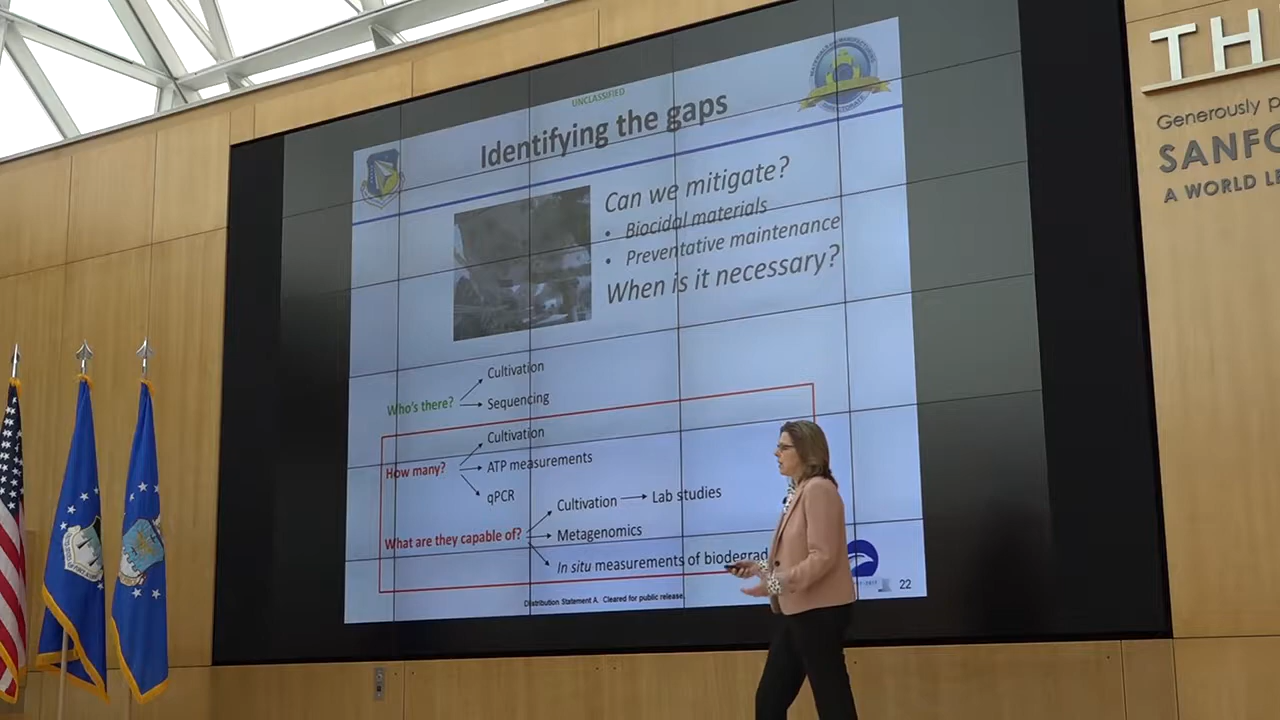 UNCLASSIFIED
Identifying the gaps
Can we mitigate?
• Biocidal materials
• Preventative maintenance
When is it necessary?
Who's there?
Cultivation
Sequencing
How many?
Cultivation
ATP measurements
qPCR
What are they capable of?
Cultivation
Lab studies
Metagenomics
In situ measurements of biodegrad
Distribution Statement A. Cleared for public release.
22
TH
Generously p
SANFO
A WORLD LE